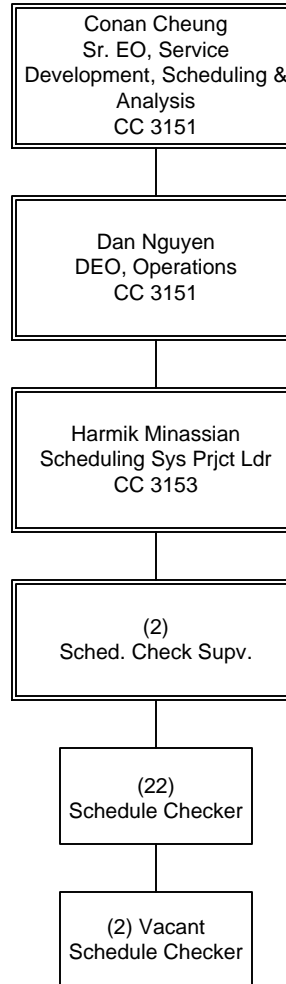 Conan Cheung
Sr. EO, Service
Development, Scheduling &
Analysis
CC 3151
Dan Nguyen
DEO, Operations
CC 3151
Harmik Minassian
Scheduling Sys Prjct Ldr
CC 3153
(2)
Sched. Check Supv.
(22)
Schedule Checker
(2) Vacant
Schedule Checker